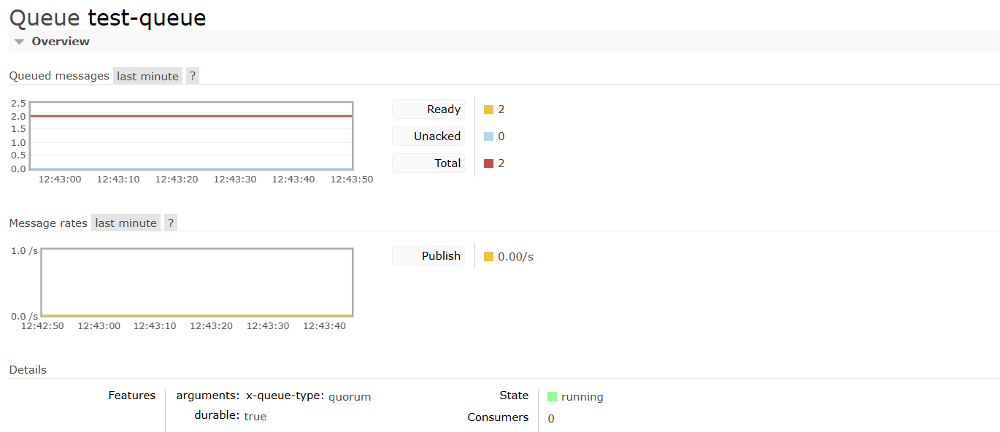 Queue test-queue
Overview
Queued messages last minute ?
2.5
2.0
1.5
1.0
0.5
0.0
12:43:00 12:43:10 12:43:20 12:43:30 12:43:40 12:43:50
Ready 2
Unacked 0
Total 2
Message rates last minute ?
1.0 /s
0.0 /s
12:42:50 12:43:00 12:43:10 12:43:20 12:43:30 12:43:40
Publish 0.00/s
Details
Features arguments: x-queue-type: quorum
durable: true
State running
Consumers 0